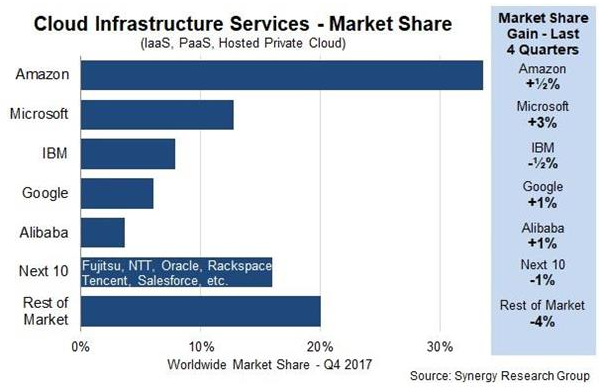 Cloud Infrastructure Services - Market Share
(IaaS, PaaS, Hosted Private Cloud)
Amazon
Microsoft
IBM
Google
Alibaba
Next 10
Fujitsu, NTT, Oracle, Rackspace
Tencent, Salesforce, etc.
Rest of
Market
0%
10%
20%
30%
Worldwide Market Share - Q4 2017
Market Share
Gain - Last
4 Quarters
Amazon
+½%
Microsoft
+3%
IBM
-½%
Google
+1%
Alibaba
+1%
Next 10
-1%
Rest of Market
-4%
Source: Synergy Research Group